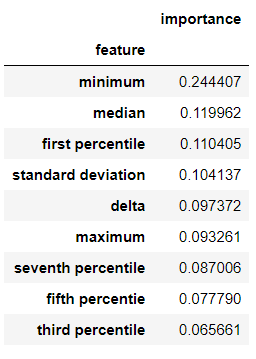 importance
feature
minimum 0.244407
median 0.119962
first percentile 0.110405
standard deviation 0.104137
delta 0.097372
maximum 0.093261
seventh percentile 0.087006
fifth percentie 0.077790
third percentile 0.065661